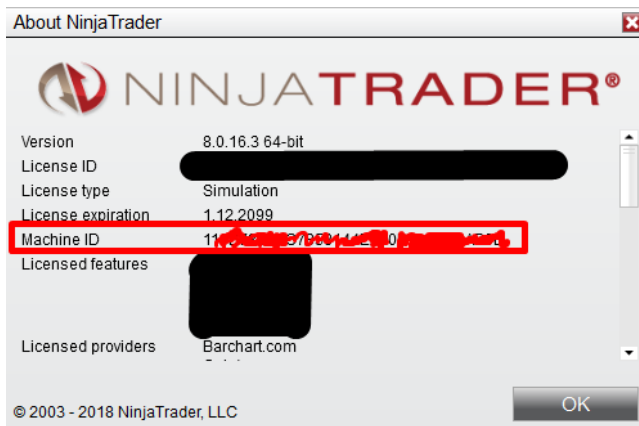 About NinjaTrader
NINJATRADER®
Version 8.0.16.3 64-bit
License ID
License type Simulation
License expiration 1.12.2099
Machine ID
Licensed features
Licensed providers Barchart.com
© 2003 - 2018 NinjaTrader, LLC
OK